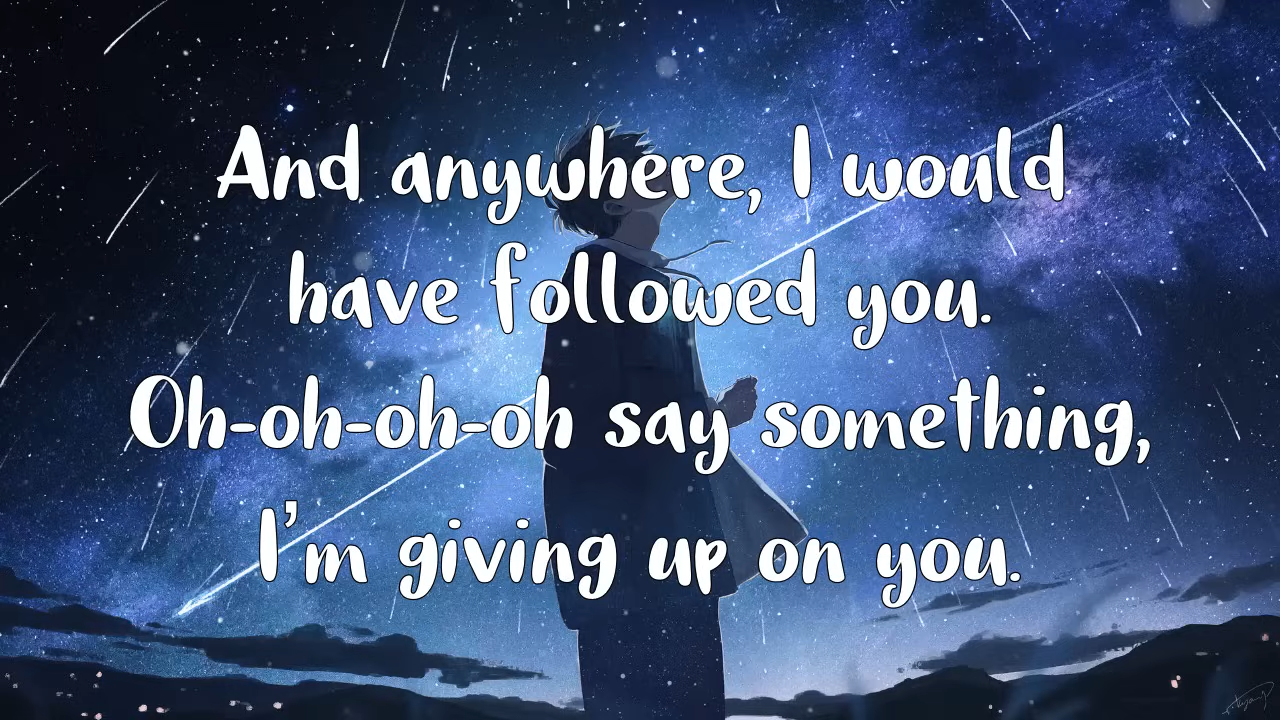 And anywhere, I would
have followed you.
Oh-oh-oh-oh say something,
I'm giving up on you.